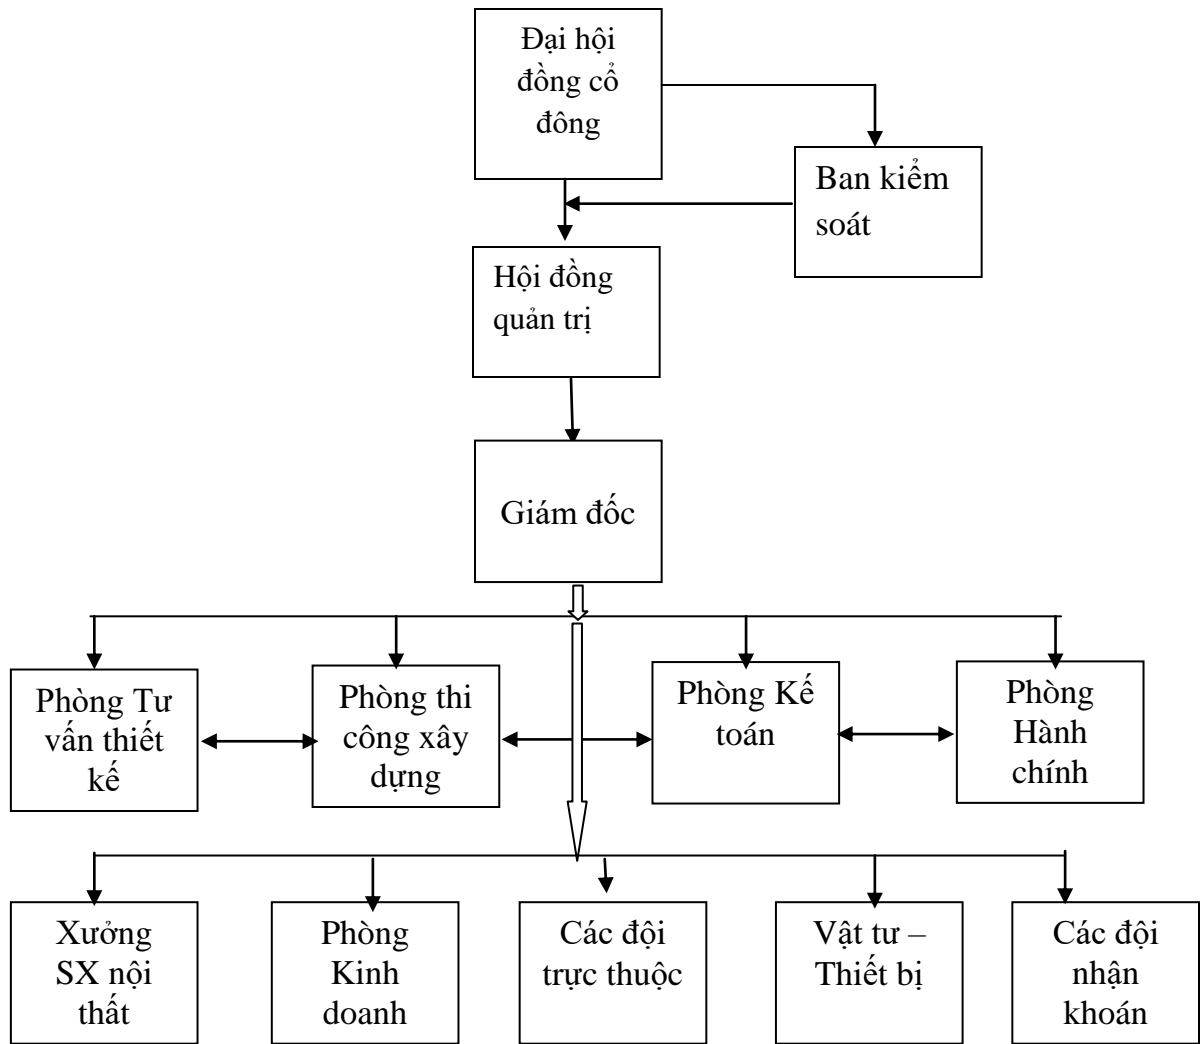 Đại hội
đồng cổ
đông
Ban kiểm
soát
Hội đồng
quản trị
Giám đốc
Phòng Tư
vấn thiết
kế
Phòng thi
công xây
dựng
Phòng Kế
toán
Phòng
Hành
chính
Xưởng
SX nội
thất
Phòng
Kinh
doanh
Các đội
trực thuộc
Vật tư –
Thiết bị
Các đội
nhận
khoán